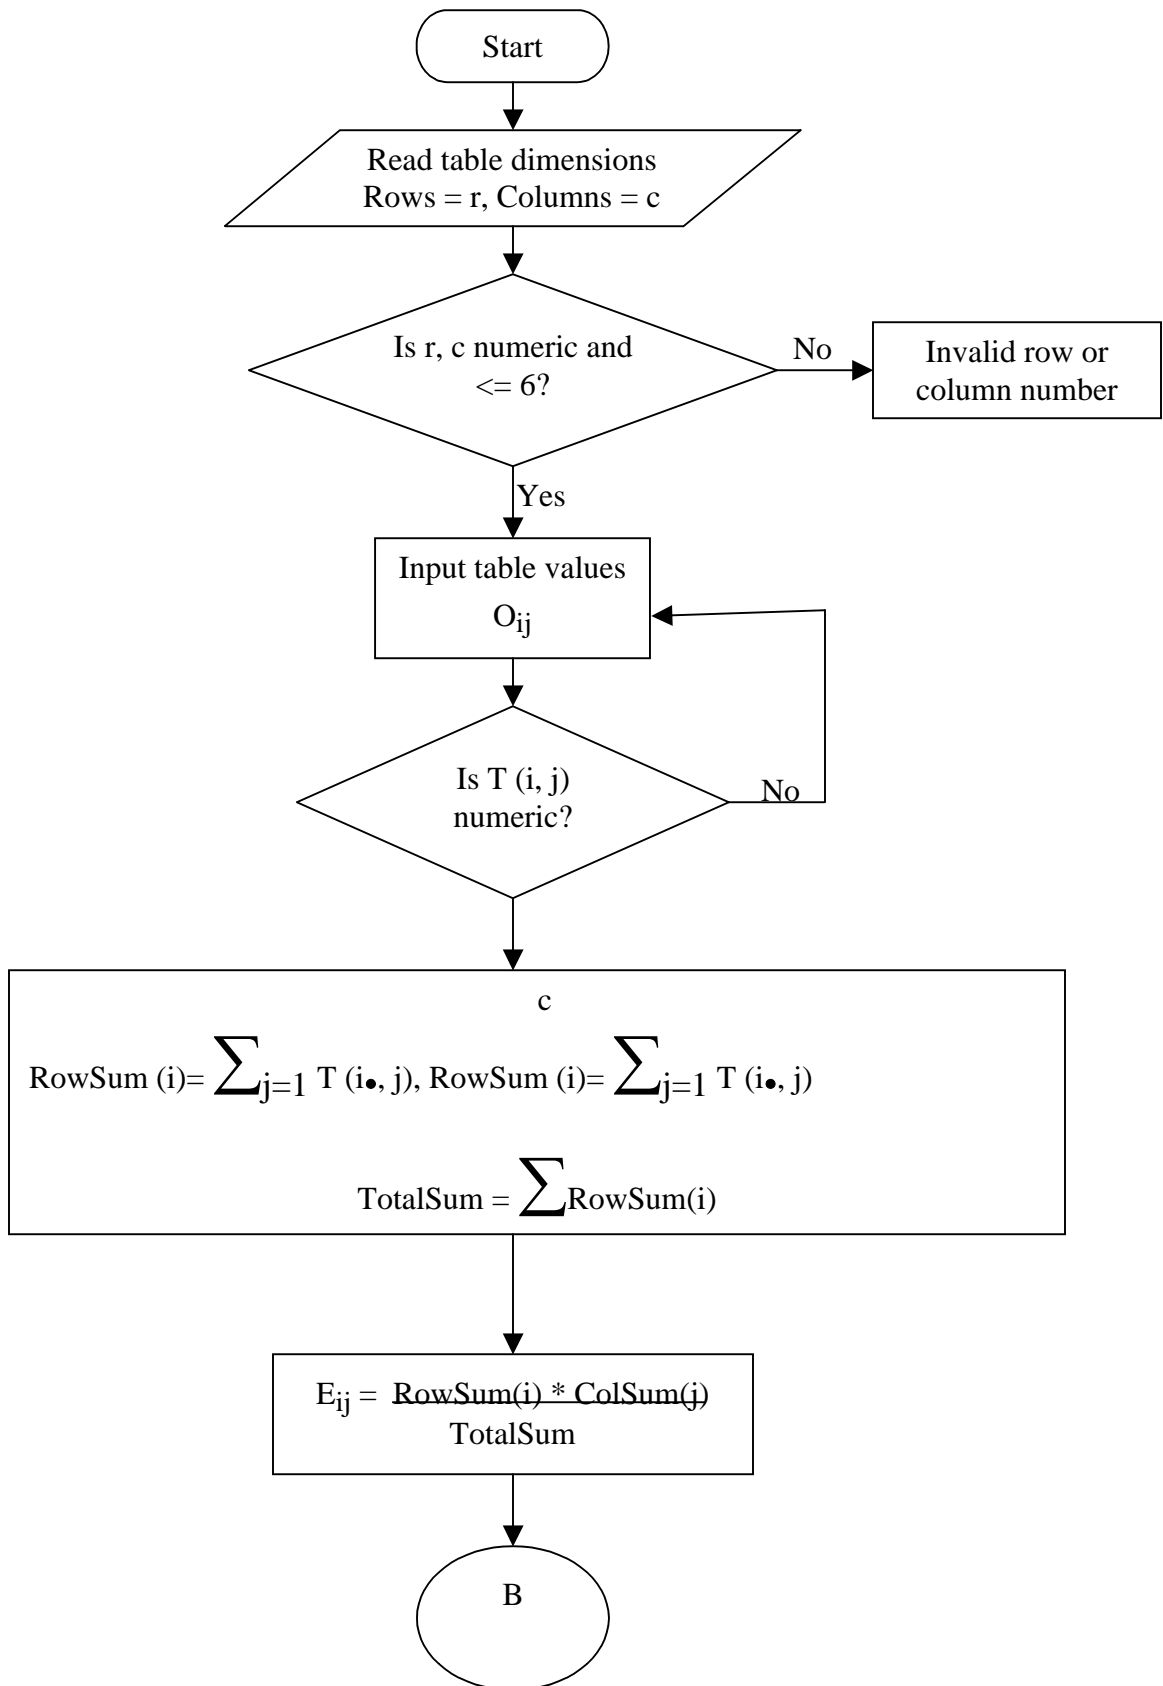 Start
Read table dimensions
Rows = r, Columns = c
Is r, c numeric and
<= 6?
No
Invalid row or
column number
Yes
Input table values
Oij
Is T (i, j)
numeric?
No
c
RowSum (i)= ∑j=1 T (i•, j), RowSum (i)= ∑j=1 T (i•, j)
TotalSum = ∑RowSum(i)
Eij = RowSum(i) * ColSum(j)
TotalSum
B